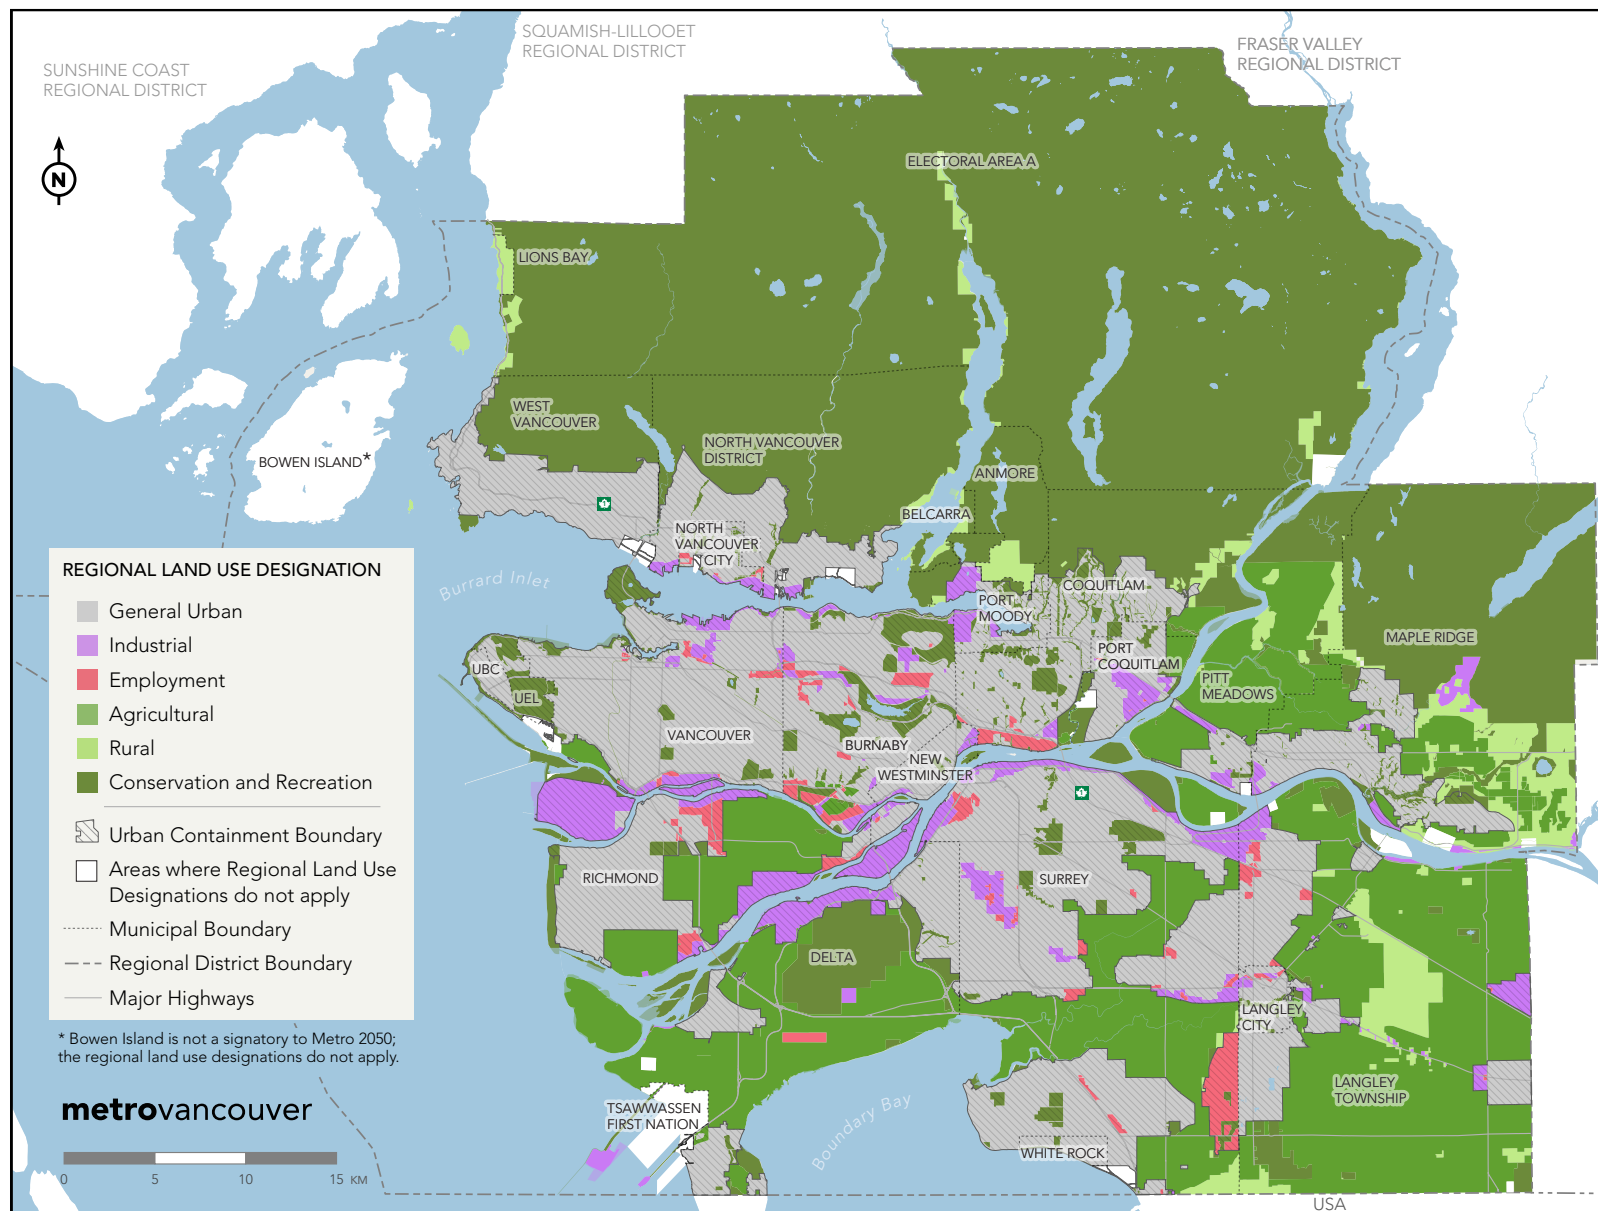 SUNSHINE COAST
REGIONAL DISTRICT
SQUAMISH-LILLOOET
REGIONAL DISTRICT
FRASER VALLEY
REGIONAL DISTRICT
N
ELECTORAL AREA A
LIONS BAY
WEST
VANCOUVER
NORTH VANCOUVER
DISTRICT
BOWEN ISLAND*
ANMORE
BELCARRA
1
NORTH
VANCOUVER
CITY
Burrard Inlet
PORT
MOODY
COQUITLAM
PORT
COQUITLAM
MAPLE RIDGE
PITT
MEADOWS
UBC
UEL
VANCOUVER
BURNABY
NEW
WESTMINSTER
1
RICHMOND
SURREY
DELTA
LANGLEY
CITY
LANGLEY
TOWNSHIP
TSAWWASSEN
FIRST NATION
Boundary Bay
WHITE ROCK
USA
REGIONAL LAND USE DESIGNATION
General Urban
Industrial
Employment
Agricultural
Rural
Conservation and Recreation
Urban Containment Boundary
Areas where Regional Land Use
Designations do not apply
Municipal Boundary
Regional District Boundary
Major Highways
* Bowen Island is not a signatory to Metro 2050;
the regional land use designations do not apply.
metrovancouver
0 5 10 15 KM